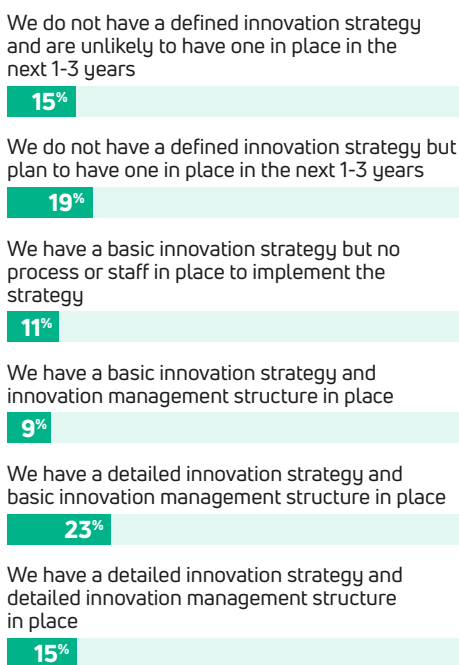 We do not have a defined innovation strategy
and are unlikely to have one in place in the
next 1-3 years
15%
We do not have a defined innovation strategy but
plan to have one in place in the next 1-3 years
19%
We have a basic innovation strategy but no
process or staff in place to implement the
strategy
11%
We have a basic innovation strategy and
innovation management structure in place
9%
We have a detailed innovation strategy and
basic innovation management structure in place
23%
We have a detailed innovation strategy and
detailed innovation management structure
in place
15%